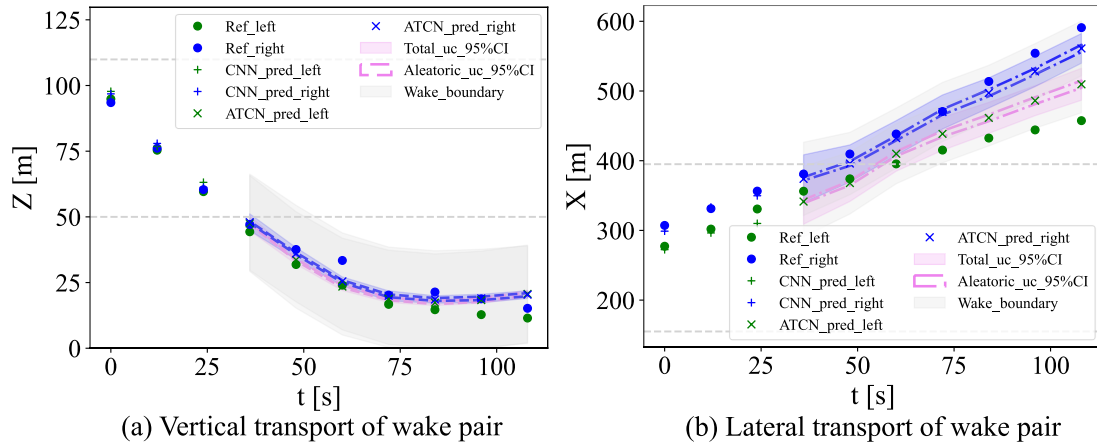 125
100
75
50
25
0
Z [m]
0
25
50
75
100
t [s]
Ref_left
Ref_right
CNN_pred_left
CNN_pred_right
ATCN_pred_left
ATCN_pred_right
Total_uc_95%CI
Aleatoric_uc_95%CI
Wake_boundary
(a) Vertical transport of wake pair
600
500
400
300
200
X [m]
0
25
50
75
100
t [s]
Ref_left
Ref_right
CNN_pred_left
CNN_pred_right
ATCN_pred_left
ATCN_pred_right
Total_uc_95%CI
Aleatoric_uc_95%CI
Wake_boundary
(b) Lateral transport of wake pair